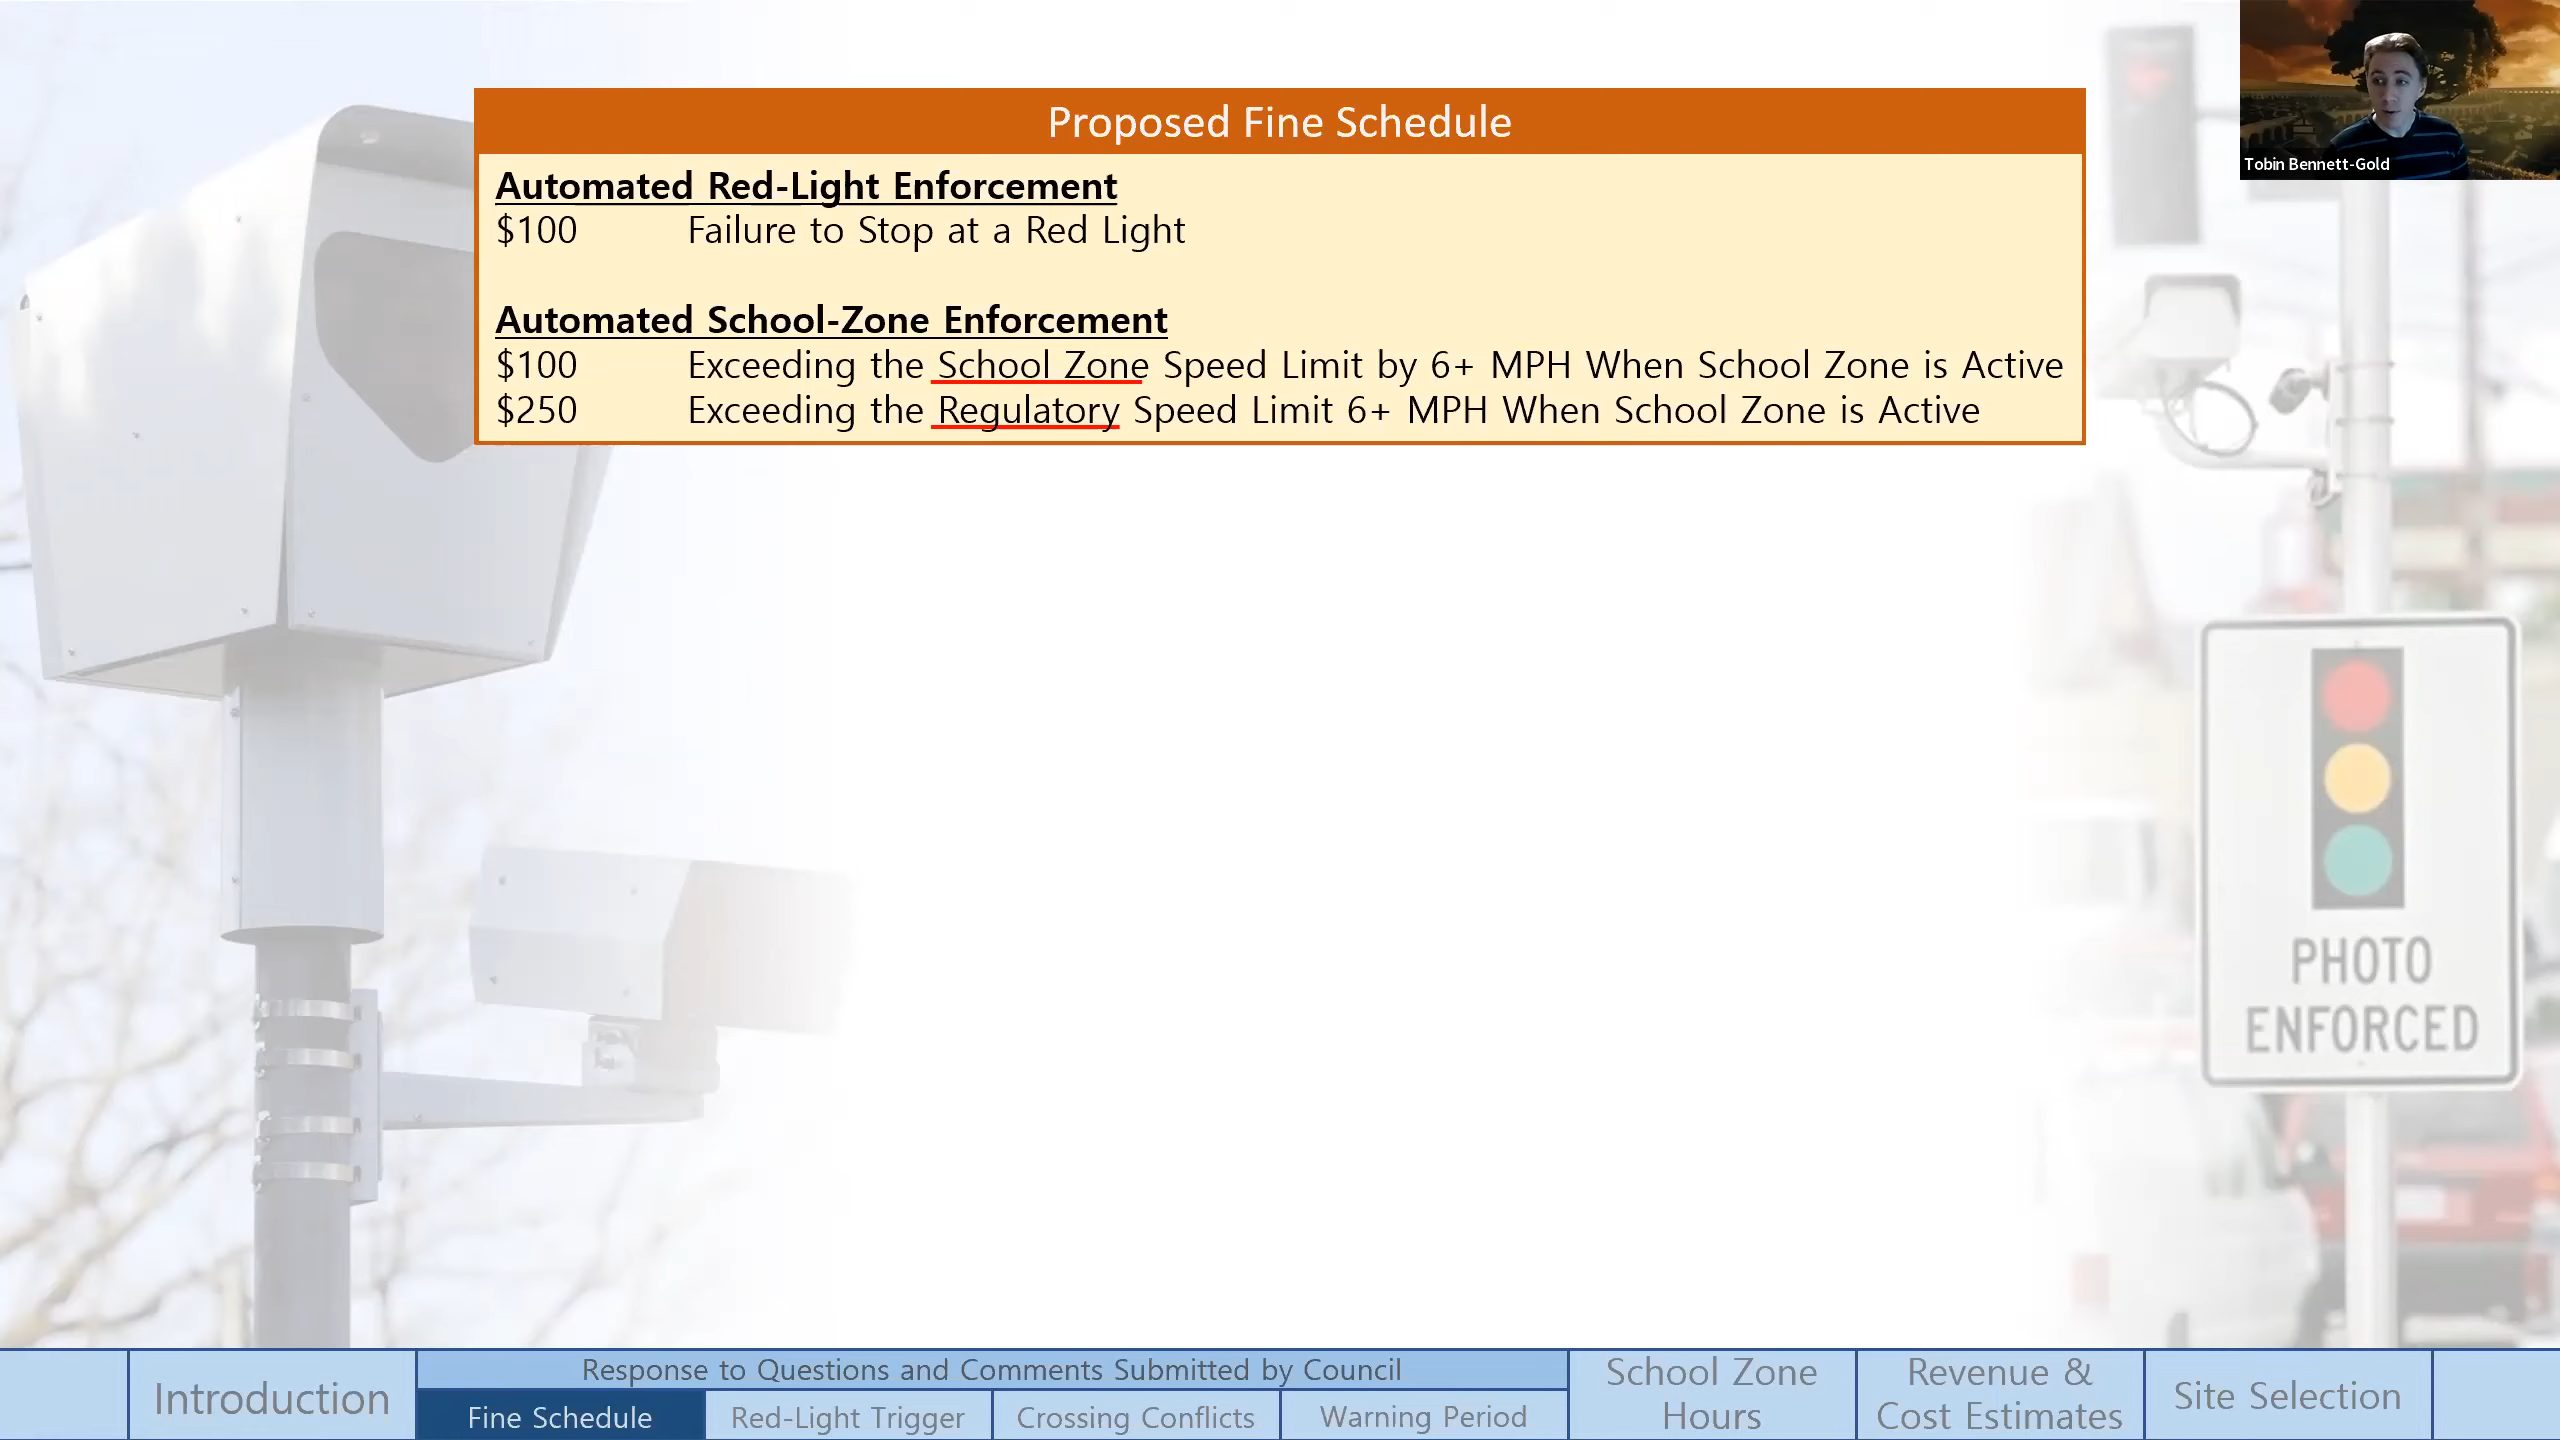 Proposed Fine Schedule
Tobin Bennett-Gold
Automated Red-Light Enforcement
$100 Failure to Stop at a Red Light
Automated School-Zone Enforcement
$100 Exceeding the School Zone Speed Limit by 6+ MPH When School Zone is Active
$250 Exceeding the Regulatory Speed Limit 6+ MPH When School Zone is Active
PHOTO
ENFORCED
Introduction
Response to Questions and Comments Submitted by Council
Fine Schedule
Red-Light Trigger
Crossing Conflicts
Warning Period
School Zone
Hours
Revenue &
Cost Estimates
Site Selection